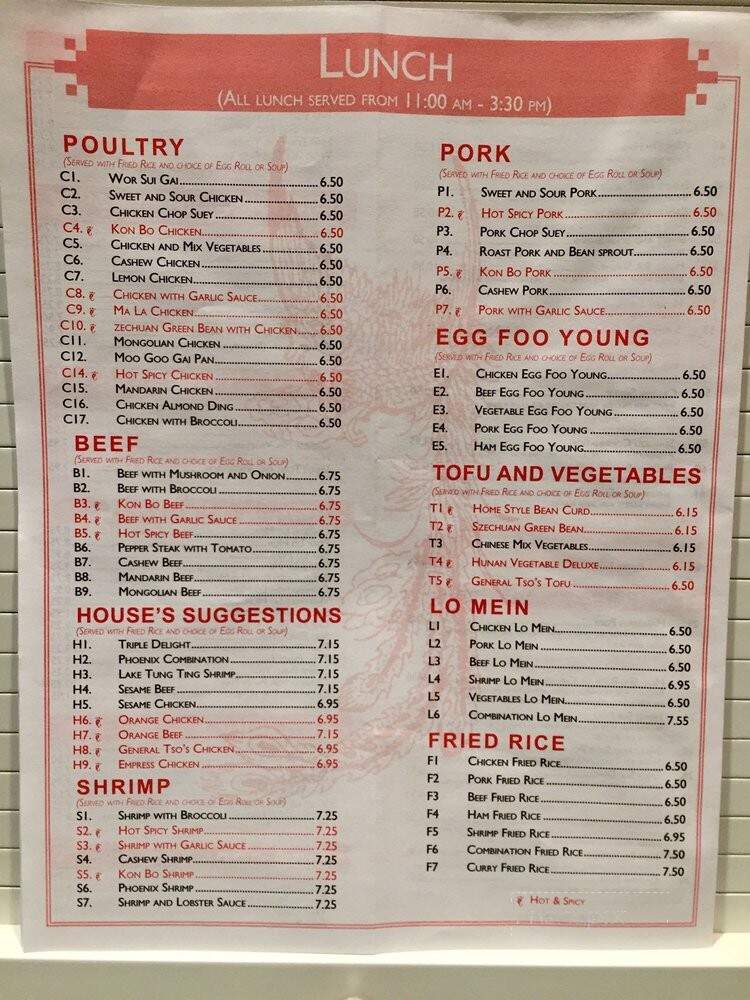 LUNCH
(ALL LUNCH SERVED FROM 11:00 AM - 3:30 PM)
POULTRY
(SERVED WITH FRIED RICE AND CHOICE OF EGG ROLL OR SOUP)
C1. WOR SUI GAI 6.50
C2. SWEET AND SOUR CHICKEN 6.50
C3. CHICKEN CHOP SUEY 6.50
C4. KON BO CHICKEN 6.50
C5. CHICKEN AND MIX VEGETABLES 6.50
C6. CASHEW CHICKEN 6.50
C7. LEMON CHICKEN 6.50
C8. CHICKEN WITH GARLIC SAUCE 6.50
C9. MA LA CHICKEN 6.50
C10. ZECHUAN GREEN BEAN WITH CHICKEN 6.50
C11. MONGOLIAN CHICKEN 6.50
C12. MOO GOO GAI PAN 6.50
C14. HOT SPICY CHICKEN 6.50
C15. MANDARIN CHICKEN 6.50
C16. CHICKEN ALMOND DING 6.50
C17. CHICKEN WITH BROCCOLI 6.50
BEEF
(SERVED WITH FRIED RICE AND CHOICE OF EGG ROLL OR SOUP)
B1. BEEF WITH MUSHROOM AND ONION 6.75
B2. BEEF WITH BROCCOLI 6.75
B3. KON BO BEEF 6.75
B4. BEEF WITH GARLIC SAUCE 6.75
B5. HOT SPICY BEEF 6.75
B6. PEPPER STEAK WITH TOMATO 6.75
B7. CASHEW BEEF 6.75
B8. MANDARIN BEEF 6.75
B9. MONGOLIAN BEEF 6.75
HOUSE'S SUGGESTIONS
(SERVED WITH FRIED RICE AND CHOICE OF EGG ROLL OR SOUP)
H1. TRIPLE DELIGHT 7.15
H2. PHOENIX COMBINATION 7.15
H3. LAKE TUNG TING SHRIMP 7.15
H4. SESAME BEEF 7.15
H5. SESAME CHICKEN 6.95
H6. ORANGE CHICKEN 6.95
H7. ORANGE BEEF 7.15
H8. GENERAL TSO'S CHICKEN 6.95
H9. EMPRESS CHICKEN 6.95
SHRIMP
(SERVED WITH FRIED RICE AND CHOICE OF EGG ROLL OR SOUP)
S1. SHRIMP WITH BROCCOLI 7.25
S2. HOT SPICY SHRIMP 7.25
S3. SHRIMP WITH GARLIC SAUCE 7.25
S4. CASHEW SHRIMP 7.25
S5. KON BO SHRIMP 7.25
S6. PHOENIX SHRIMP 7.25
S7. SHRIMP AND LOBSTER SAUCE 7.25
PORK
(SERVED WITH FRIED RICE AND CHOICE OF EGG ROLL OR SOUP)
P1. SWEET AND SOUR PORK 6.50
P2. HOT SPICY PORK 6.50
P3. PORK CHOP SUEY 6.50
P4. ROAST PORK AND BEAN SPROUT 6.50
P5. KON BO PORK 6.50
P6. CASHEW PORK 6.50
P7. PORK WITH GARLIC SAUCE 6.50
EGG FOO YOUNG
(SERVED WITH FRIED RICE AND CHOICE OF EGG ROLL OR SOUP)
E1. CHICKEN EGG FOO YOUNG 6.50
E2. BEEF EGG FOO YOUNG 6.50
E3. VEGETABLE EGG FOO YOUNG 6.50
E4. PORK EGG FOO YOUNG 6.50
E5. HAM EGG FOO YOUNG 6.50
TOFU AND VEGETABLES
(SERVED WITH FRIED RICE AND CHOICE OF EGG ROLL OR SOUP)
T1 HOME STYLE BEAN CURD 6.15
T2 SZECHUAN GREEN BEAN 6.15
T3 CHINESE MIX VEGETABLES 6.15
T4 HUNAN VEGETABLE DELUXE 6.15
T5 GENERAL TSO'S TOFU 6.50
LO MEIN
L1 CHICKEN LO MEIN 6.50
L2 PORK LO MEIN 6.50
L3 BEEF LO MEIN 6.50
L4 SHRIMP LO MEIN 6.95
L5 VEGETABLES LO MEIN 6.50
L6 COMBINATION LO MEIN 7.55
FRIED RICE
F1 CHICKEN FRIED RICE 6.50
F2 PORK FRIED RICE 6.50
F3 BEEF FRIED RICE 6.50
F4 HAM FRIED RICE 6.50
F5 SHRIMP FRIED RICE 6.95
F6 COMBINATION FRIED RICE 7.50
F7 CURRY FRIED RICE 7.50
HOT & SPICY